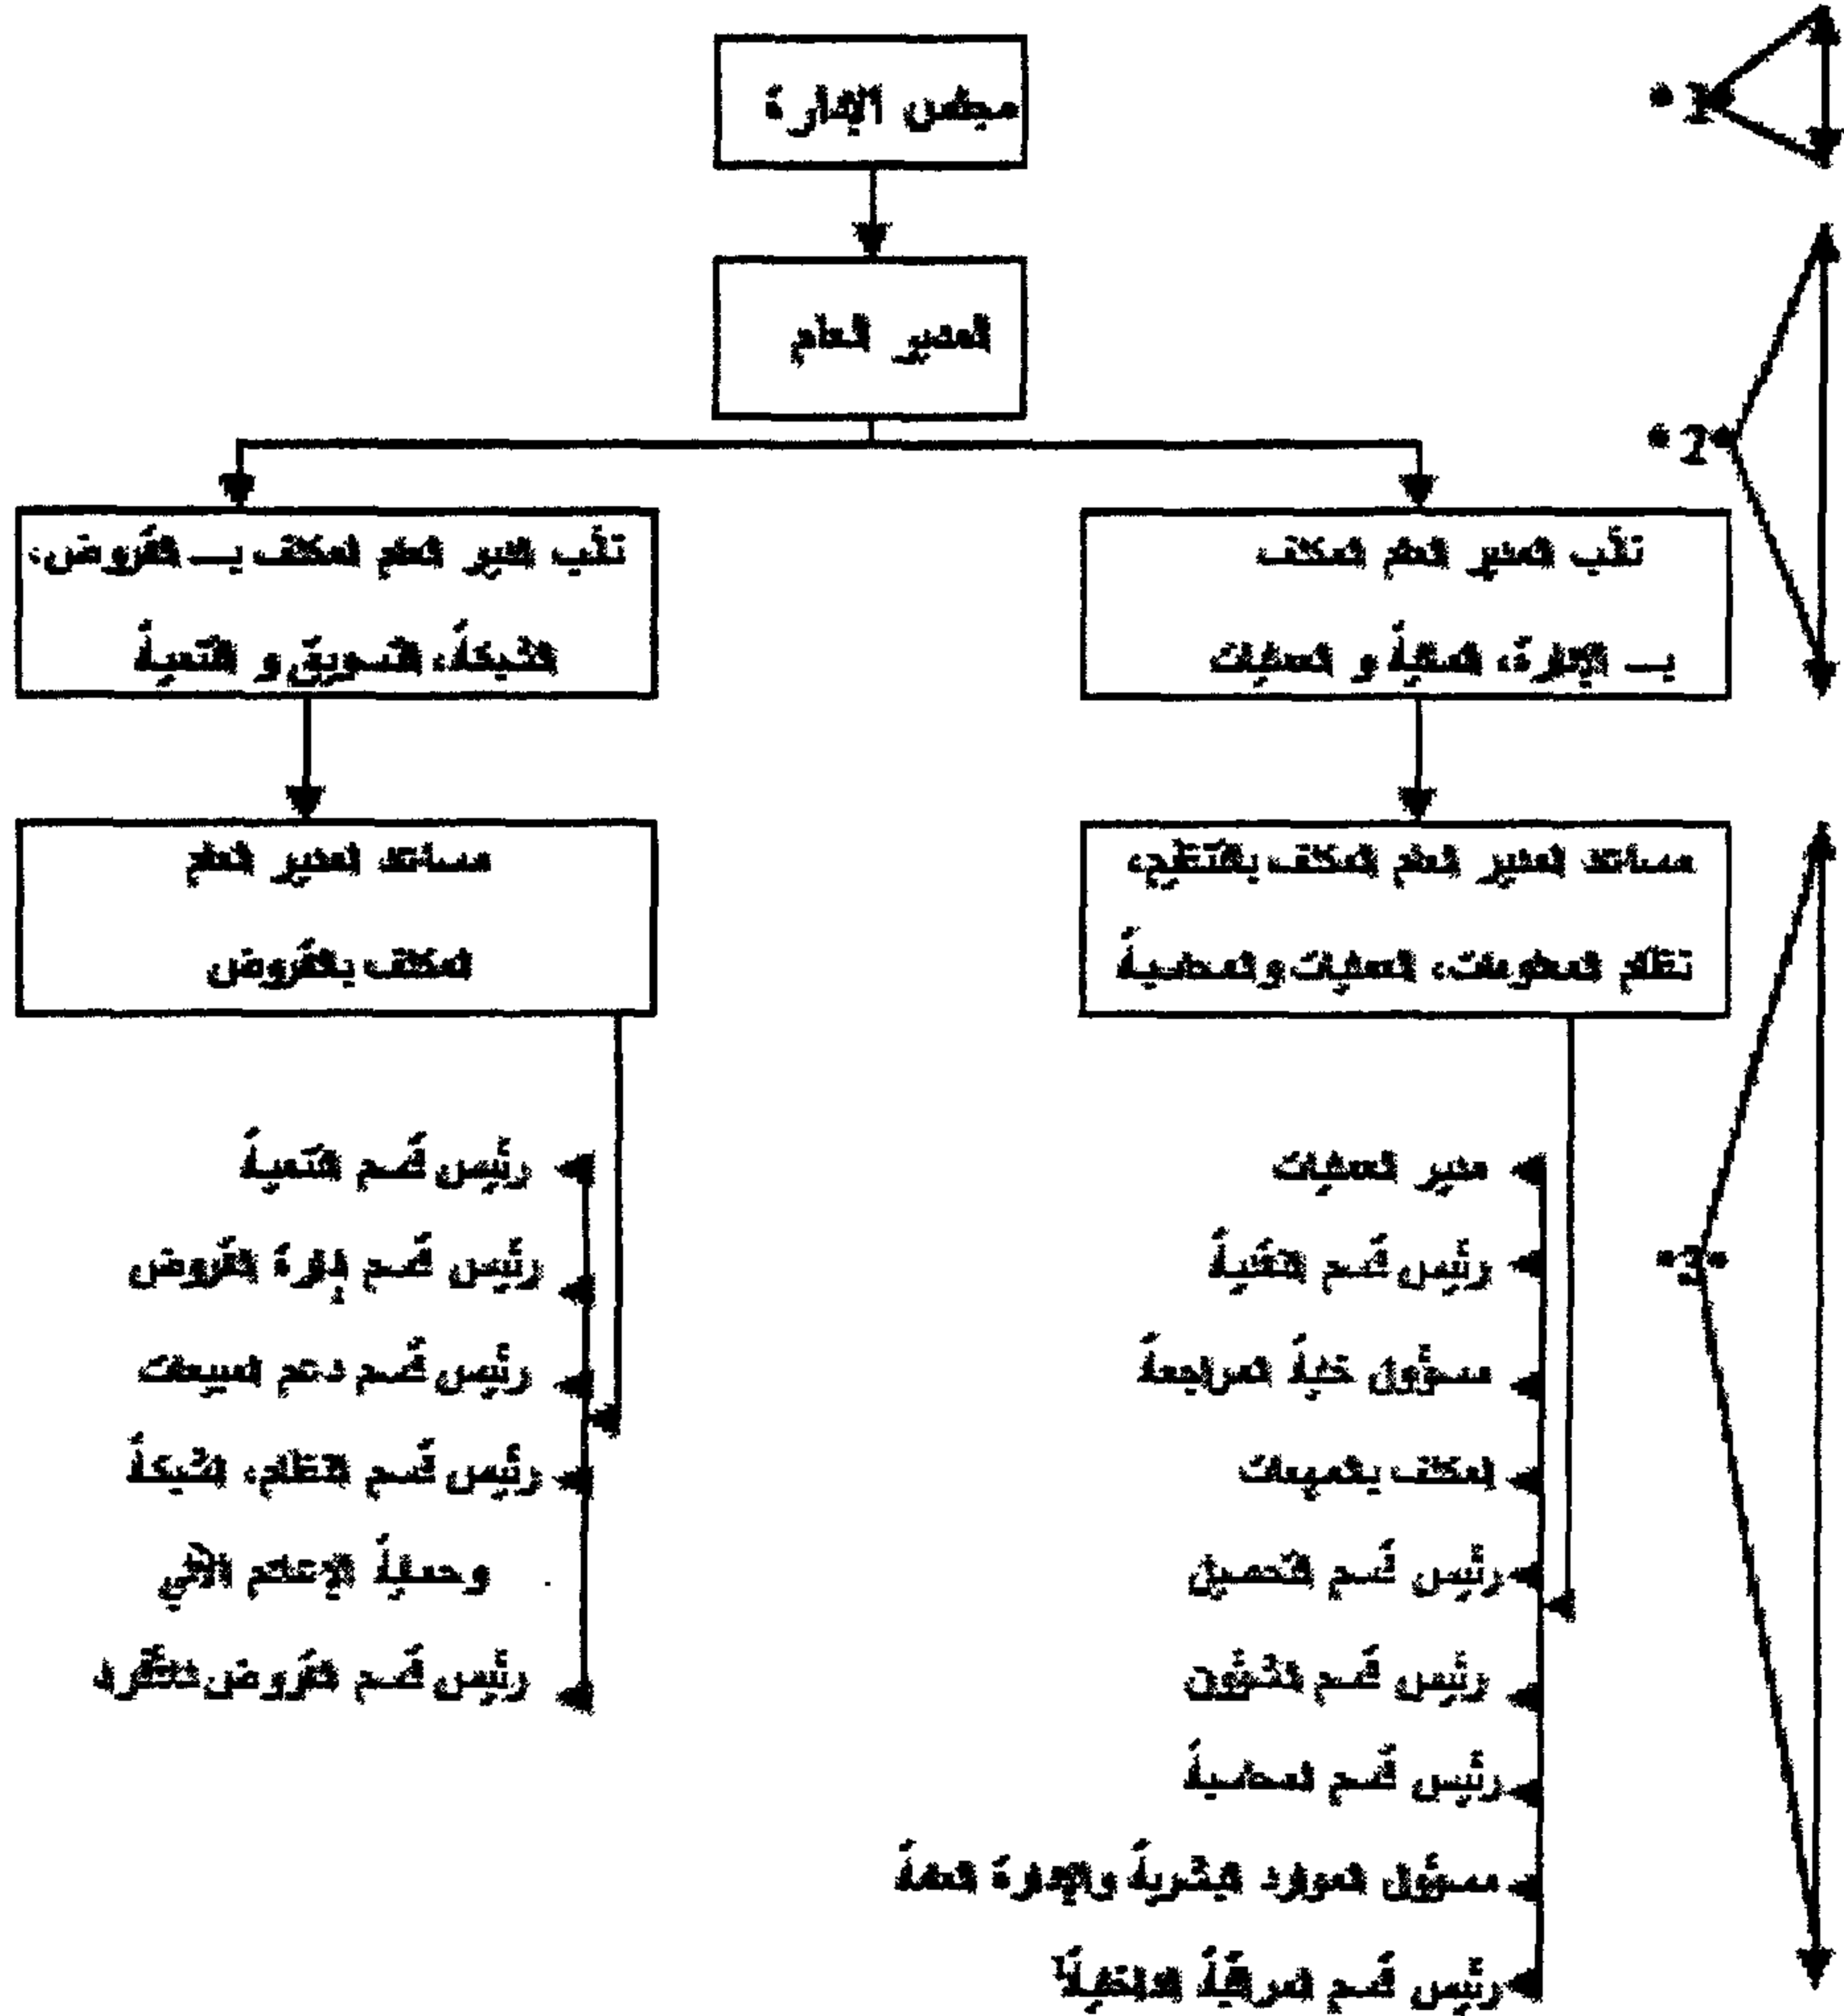 مجلس الإدارة
المدير العام
نائب المدير العام المكلف
بـ الإدارة، المالية و العمليات
نائب المدير العام المكلف بـ القروض،
الشبكة، التسويق و التنمية
مساعد المدير العام المكلف بالتنظيم،
نظام المعلومات، العمليات والمحاسبة
مساعد المدير العام
المكلف بالقروض
مدير العمليات
رئيس قسم التقنية
مسؤول خلية المراجعة
المكلف بالمبيعات
رئيس قسم التحصيل
رئيس قسم الشؤون
رئيس قسم المحاسبة
مسؤول الموارد البشرية والإدارة العامة
رئيس قسم المراقبة الداخلية
رئيس قسم التنمية
رئيس قسم إدارة القروض
رئيس قسم دعم المبيعات
رئيس قسم النظام، الشبكة
وحماية الإعلام الآلي
رئيس قسم القروض للأفراد
•1•
•2•
•3•